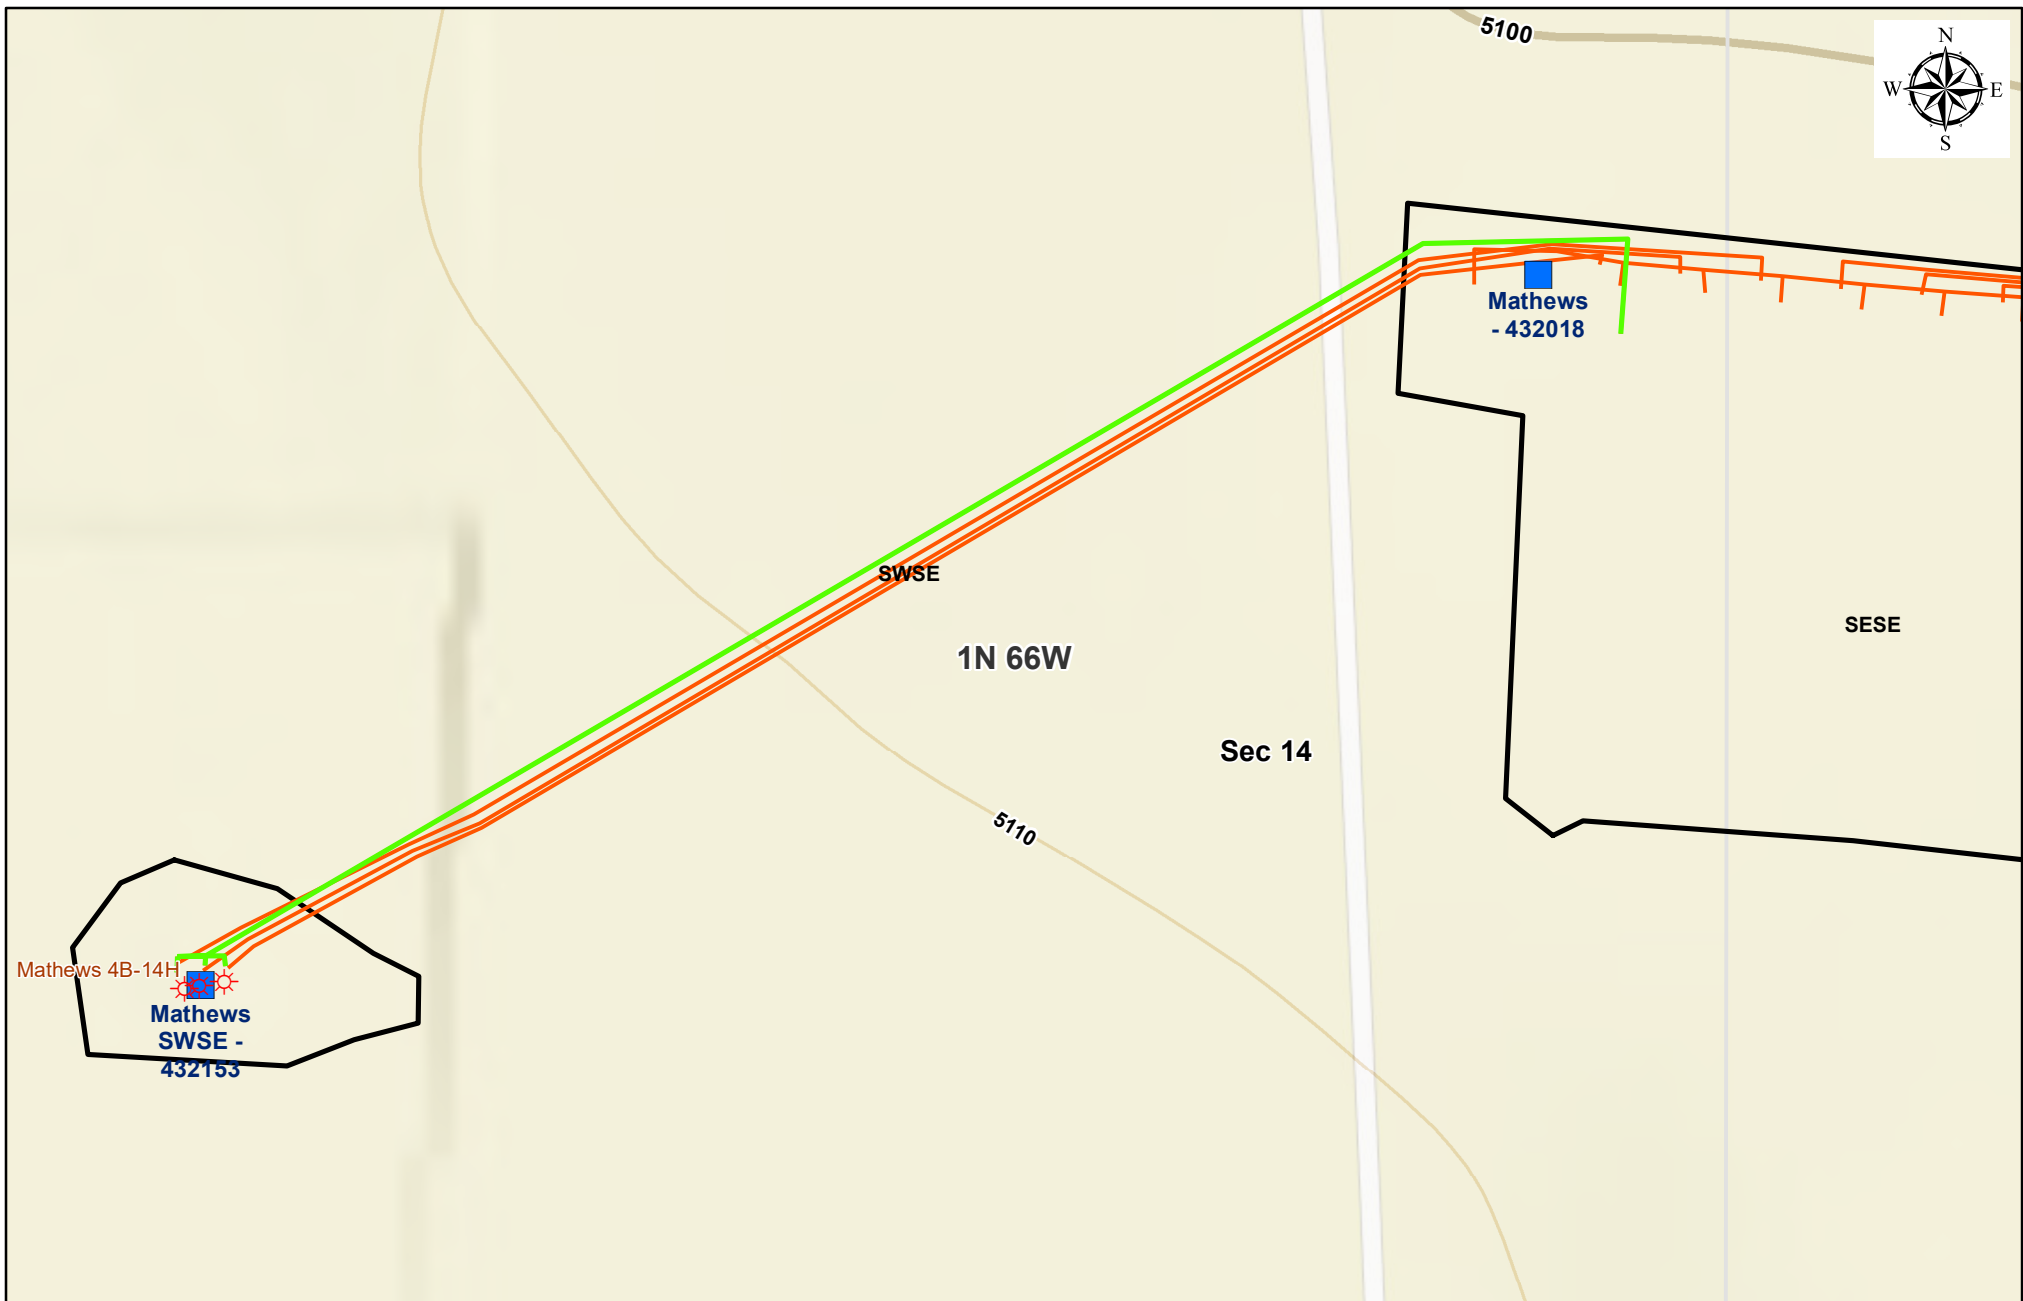 5100
N
W E
S
Mathews
- 432018
SWSE
SESE
1N 66W
Sec 14
5110
Mathews 4B-14H
Mathews
SWSE -
432153